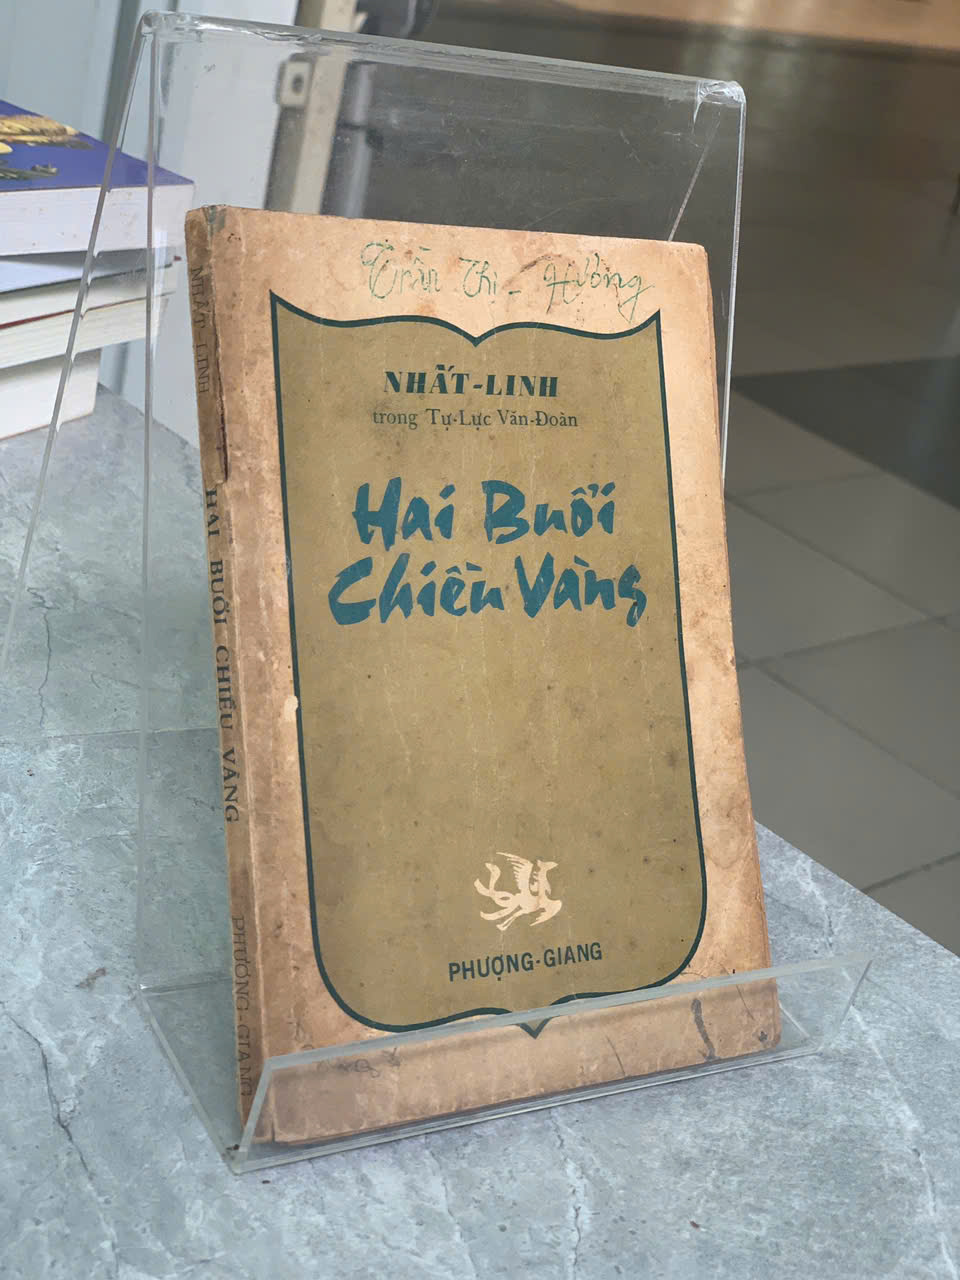 Trần Thị Hương
NHẤT-LINH
trong Tự-Lực Văn-Đoàn
Hai Buổi
Chiều Vàng
PHƯỢNG-GIANG
NHẤT-LINH
HAI BUỔI CHIỀU VÀNG
PHƯỢNG-GIANG